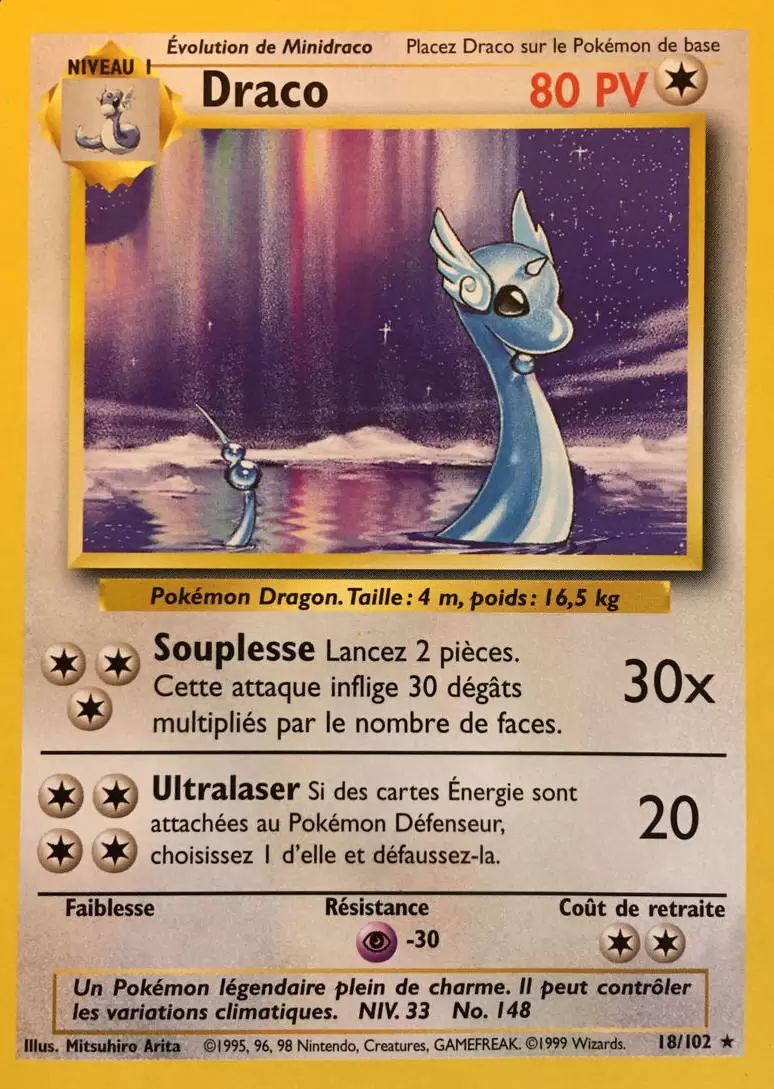 Évolution de Minidraco Placez Draco sur le Pokémon de base
NIVEAU I
Draco 80 PV
Pokémon Dragon. Taille : 4 m, poids : 16,5 kg
Souplesse Lancez 2 pièces.
Cette attaque inflige 30 dégâts
multipliés par le nombre de faces.
30x
Ultralaser Si des cartes Énergie sont
attachées au Pokémon Défenseur,
choisissez 1 d'elle et défaussez-la.
20
Faiblesse Résistance Coût de retraite
-30
Un Pokémon légendaire plein de charme. Il peut contrôler
les variations climatiques. NIV. 33 No. 148
Illus. Mitsuhiro Arita ©1995, 96, 98 Nintendo, Creatures, GAMEFREAK. ©1999 Wizards. 18/102 ★